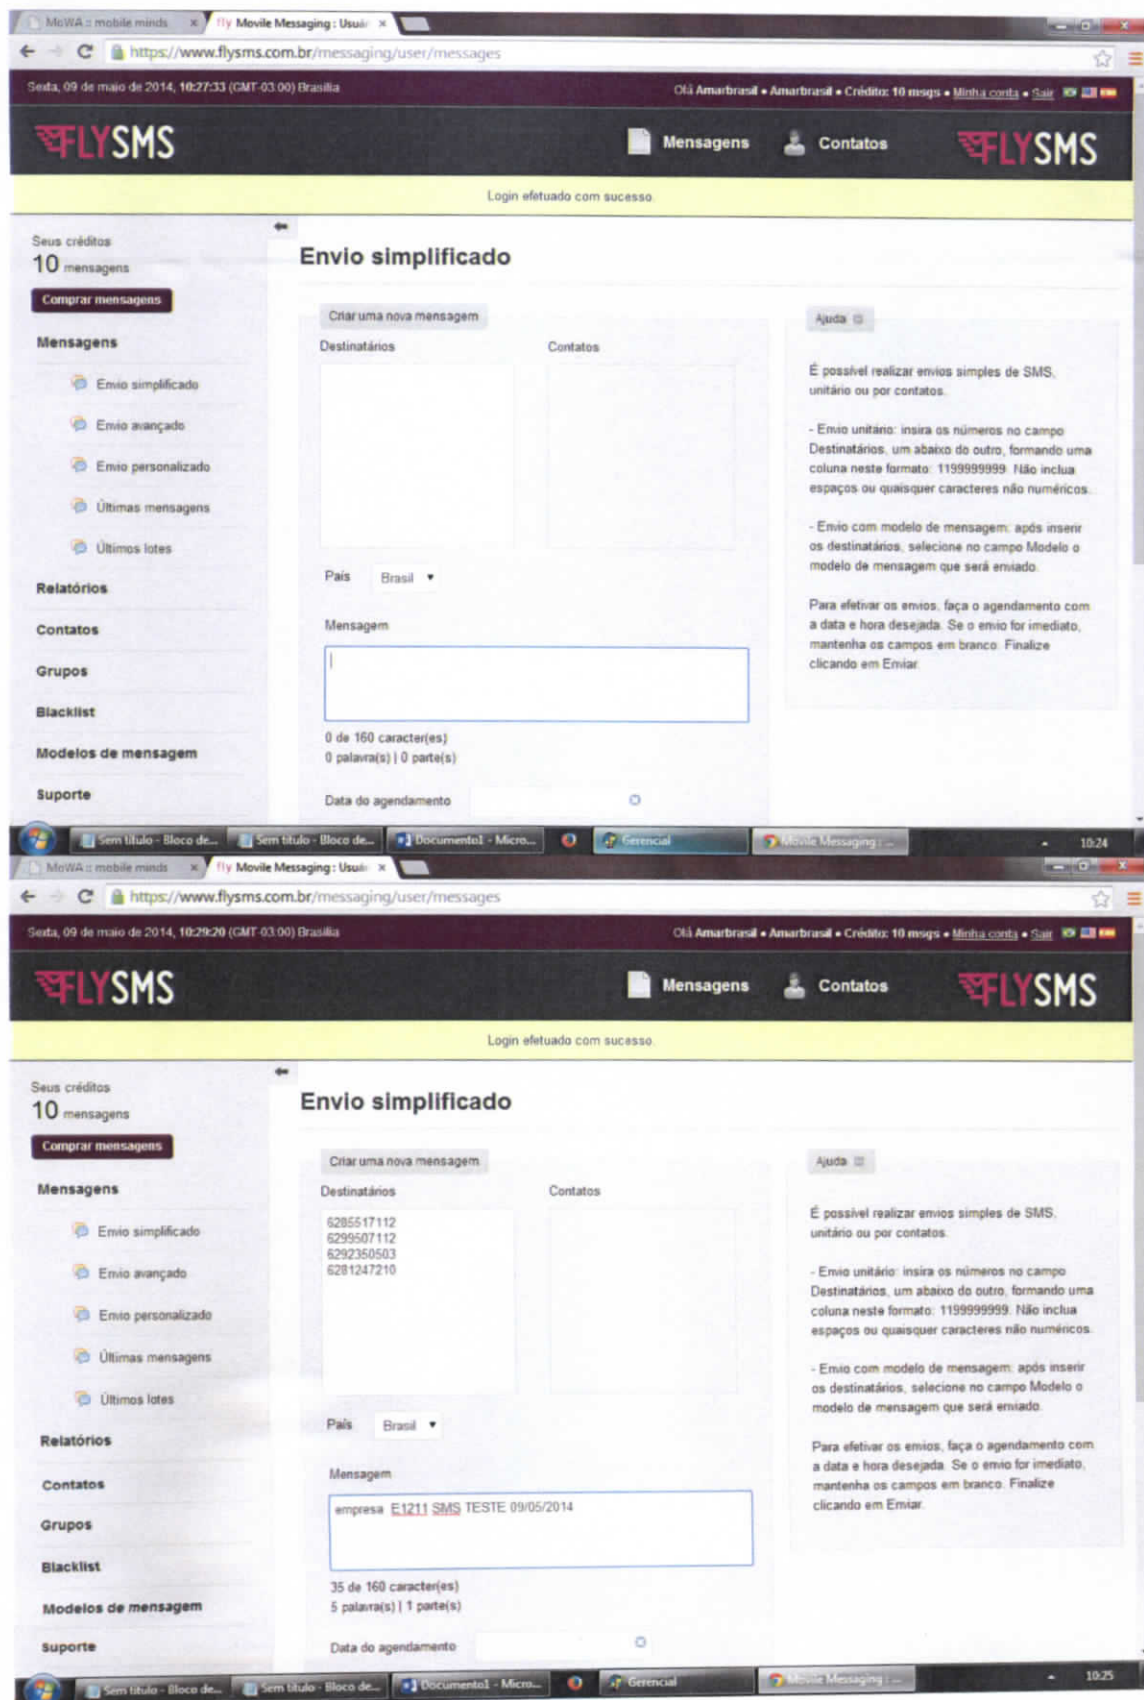 MoWA :: mobile minds × fly Movile Messaging : Usuár ×
https://www.flysms.com.br/messaging/user/messages
Sexta, 09 de maio de 2014, 10:27:33 (GMT-03:00) Brasilia
Olá Amarbrasil • Amarbrasil • Crédito: 10 msgs • Minha conta • Sair
FLYSMS
Mensagens
Contatos
FLYSMS
Login efetuado com sucesso.
Seus créditos
10 mensagens
Comprar mensagens
Mensagens
Envio simplificado
Envio avançado
Envio personalizado
Últimas mensagens
Últimos lotes
Relatórios
Contatos
Grupos
Blacklist
Modelos de mensagem
Suporte
Envio simplificado
Criar uma nova mensagem
Destinatários
Contatos
País Brasil
Mensagem
0 de 160 caracter(es)
0 palavra(s) | 0 parte(s)
Data do agendamento
Ajuda
É possível realizar envios simples de SMS,
unitário ou por contatos.
- Envio unitário: insira os números no campo
Destinatários, um abaixo do outro, formando uma
coluna neste formato: 1199999999. Não inclua
espaços ou quaisquer caracteres não numéricos.
- Envio com modelo de mensagem: após inserir
os destinatários, selecione no campo Modelo o
modelo de mensagem que será enviado.
Para efetivar os envios, faça o agendamento com
a data e hora desejada. Se o envio for imediato,
mantenha os campos em branco. Finalize
clicando em Enviar.
Sem título - Bloco de... Sem título - Bloco de... Documento1 - Micro... Gerencial Movile Messaging : ... 10:24
MoWA :: mobile minds × fly Movile Messaging : Usuár ×
https://www.flysms.com.br/messaging/user/messages
Sexta, 09 de maio de 2014, 10:29:20 (GMT-03:00) Brasilia
Olá Amarbrasil • Amarbrasil • Crédito: 10 msgs • Minha conta • Sair
FLYSMS
Mensagens
Contatos
FLYSMS
Login efetuado com sucesso.
Seus créditos
10 mensagens
Comprar mensagens
Mensagens
Envio simplificado
Envio avançado
Envio personalizado
Últimas mensagens
Últimos lotes
Relatórios
Contatos
Grupos
Blacklist
Modelos de mensagem
Suporte
Envio simplificado
Criar uma nova mensagem
Destinatários
Contatos
6285517112
6299507112
6292350503
6281247210
País Brasil
Mensagem
empresa E1211 SMS TESTE 09/05/2014
35 de 160 caracter(es)
5 palavra(s) | 1 parte(s)
Data do agendamento
Ajuda
É possível realizar envios simples de SMS,
unitário ou por contatos.
- Envio unitário: insira os números no campo
Destinatários, um abaixo do outro, formando uma
coluna neste formato: 1199999999. Não inclua
espaços ou quaisquer caracteres não numéricos.
- Envio com modelo de mensagem: após inserir
os destinatários, selecione no campo Modelo o
modelo de mensagem que será enviado.
Para efetivar os envios, faça o agendamento com
a data e hora desejada. Se o envio for imediato,
mantenha os campos em branco. Finalize
clicando em Enviar.
Sem título - Bloco de... Sem título - Bloco de... Documento1 - Micro... Gerencial Movile Messaging : ... 10:25